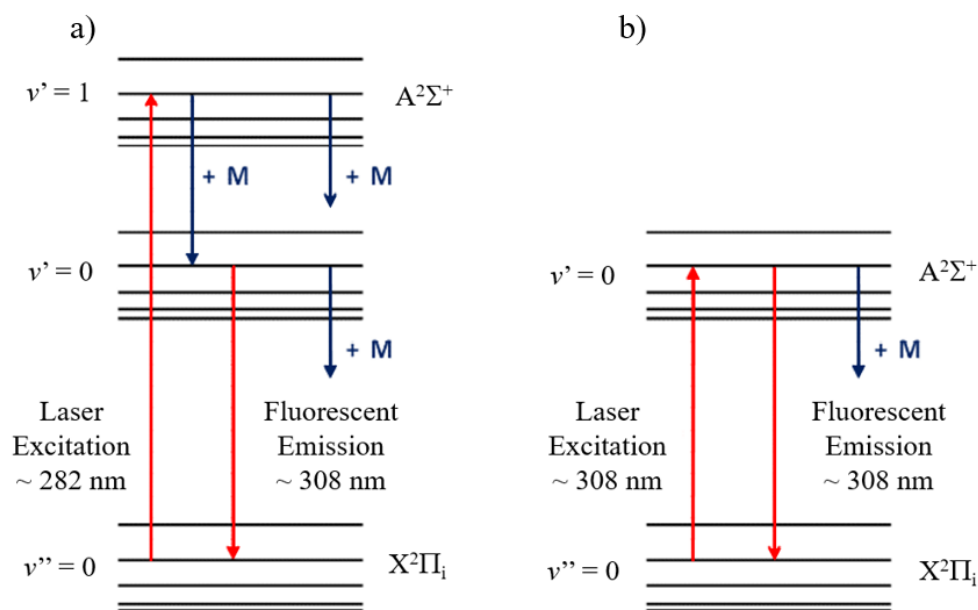 a)
v' = 1
A²Σ⁺
+ M
+ M
v' = 0
+ M
Laser
Excitation
~ 282 nm
Fluorescent
Emission
~ 308 nm
v'' = 0
X²Πᵢ
b)
v' = 0
A²Σ⁺
+ M
Laser
Excitation
~ 308 nm
Fluorescent
Emission
~ 308 nm
v'' = 0
X²Πᵢ